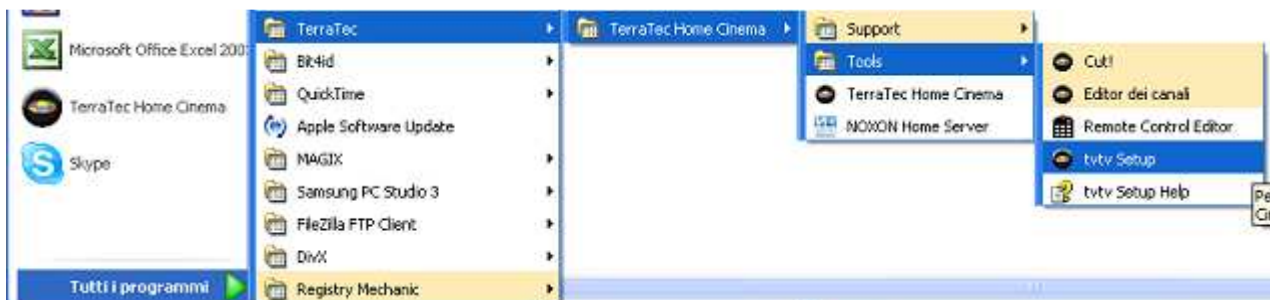 Microsoft Office Excel 200
TerraTec Home Cinema
Skype
Tutti i programmi
TerraTec
Bit4id
QuickTime
Apple Software Update
MAGIX
Samsung PC Studio 3
FileZilla FTP Client
DivX
Registry Mechanic
TerraTec Home Cinema
Support
Tools
TerraTec Home Cinema
NOXON Home Server
Cut!
Editor dei canali
Remote Control Editor
tvtv Setup
tvtv Setup Help
Pe